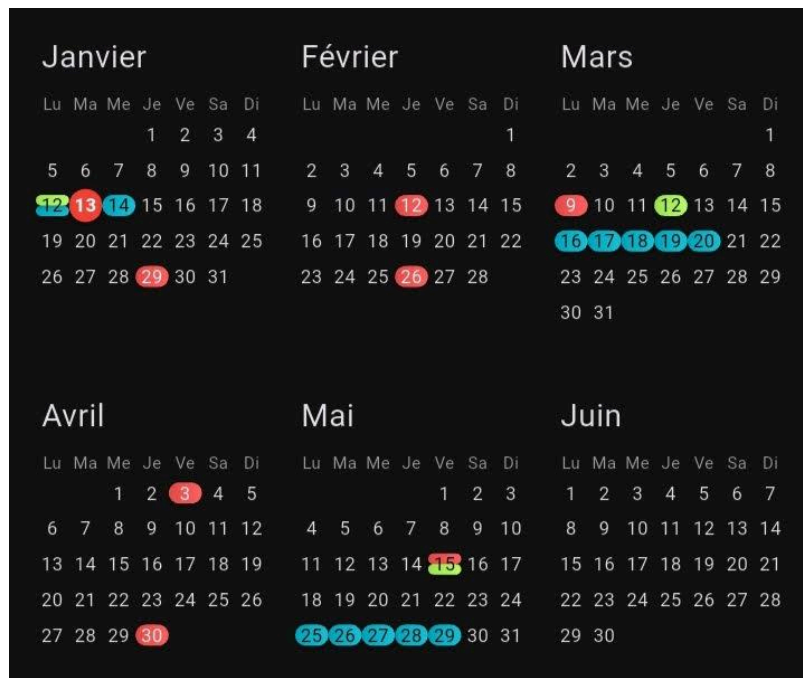 Janvier Février Mars
Lu Ma Me Je Ve Sa Di Lu Ma Me Je Ve Sa Di Lu Ma Me Je Ve Sa Di
1 2 3 4 1 1
5 6 7 8 9 10 11 2 3 4 5 6 7 8 2 3 4 5 6 7 8
12 13 14 15 16 17 18 9 10 11 12 13 14 15 9 10 11 12 13 14 15
19 20 21 22 23 24 25 16 17 18 19 20 21 22 16 17 18 19 20 21 22
26 27 28 29 30 31 23 24 25 26 27 28 23 24 25 26 27 28 29
30 31
Avril Mai Juin
Lu Ma Me Je Ve Sa Di Lu Ma Me Je Ve Sa Di Lu Ma Me Je Ve Sa Di
1 2 3 4 5 1 2 3 1 2 3 4 5 6 7
6 7 8 9 10 11 12 4 5 6 7 8 9 10 8 9 10 11 12 13 14
13 14 15 16 17 18 19 11 12 13 14 15 16 17 15 16 17 18 19 20 21
20 21 22 23 24 25 26 18 19 20 21 22 23 24 22 23 24 25 26 27 28
27 28 29 30 25 26 27 28 29 30 31 29 30